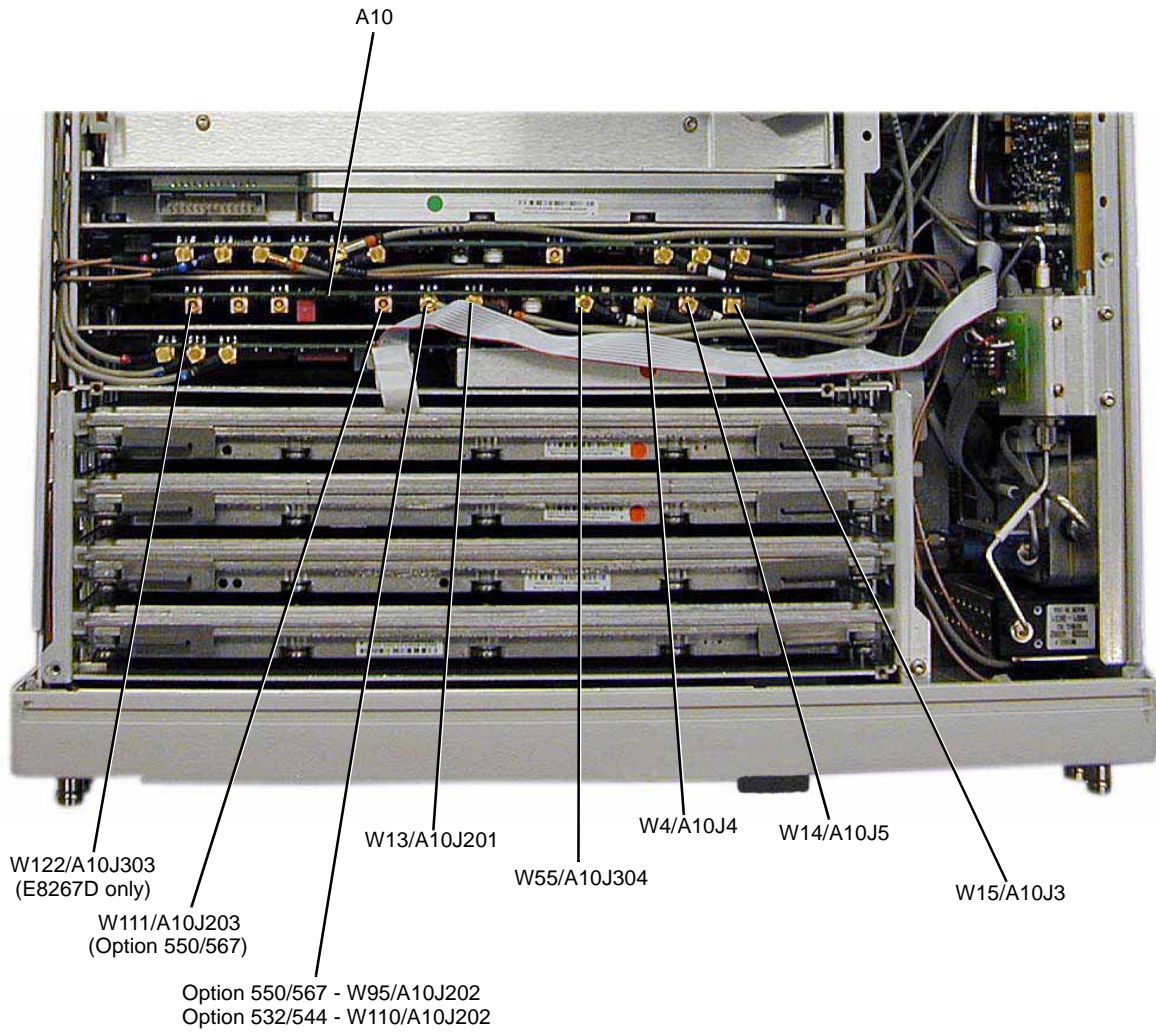 A10
W13/A10J201
W4/A10J4
W14/A10J5
W122/A10J303
(E8267D only)
W55/A10J304
W15/A10J3
W111/A10J203
(Option 550/567)
Option 550/567 - W95/A10J202
Option 532/544 - W110/A10J202